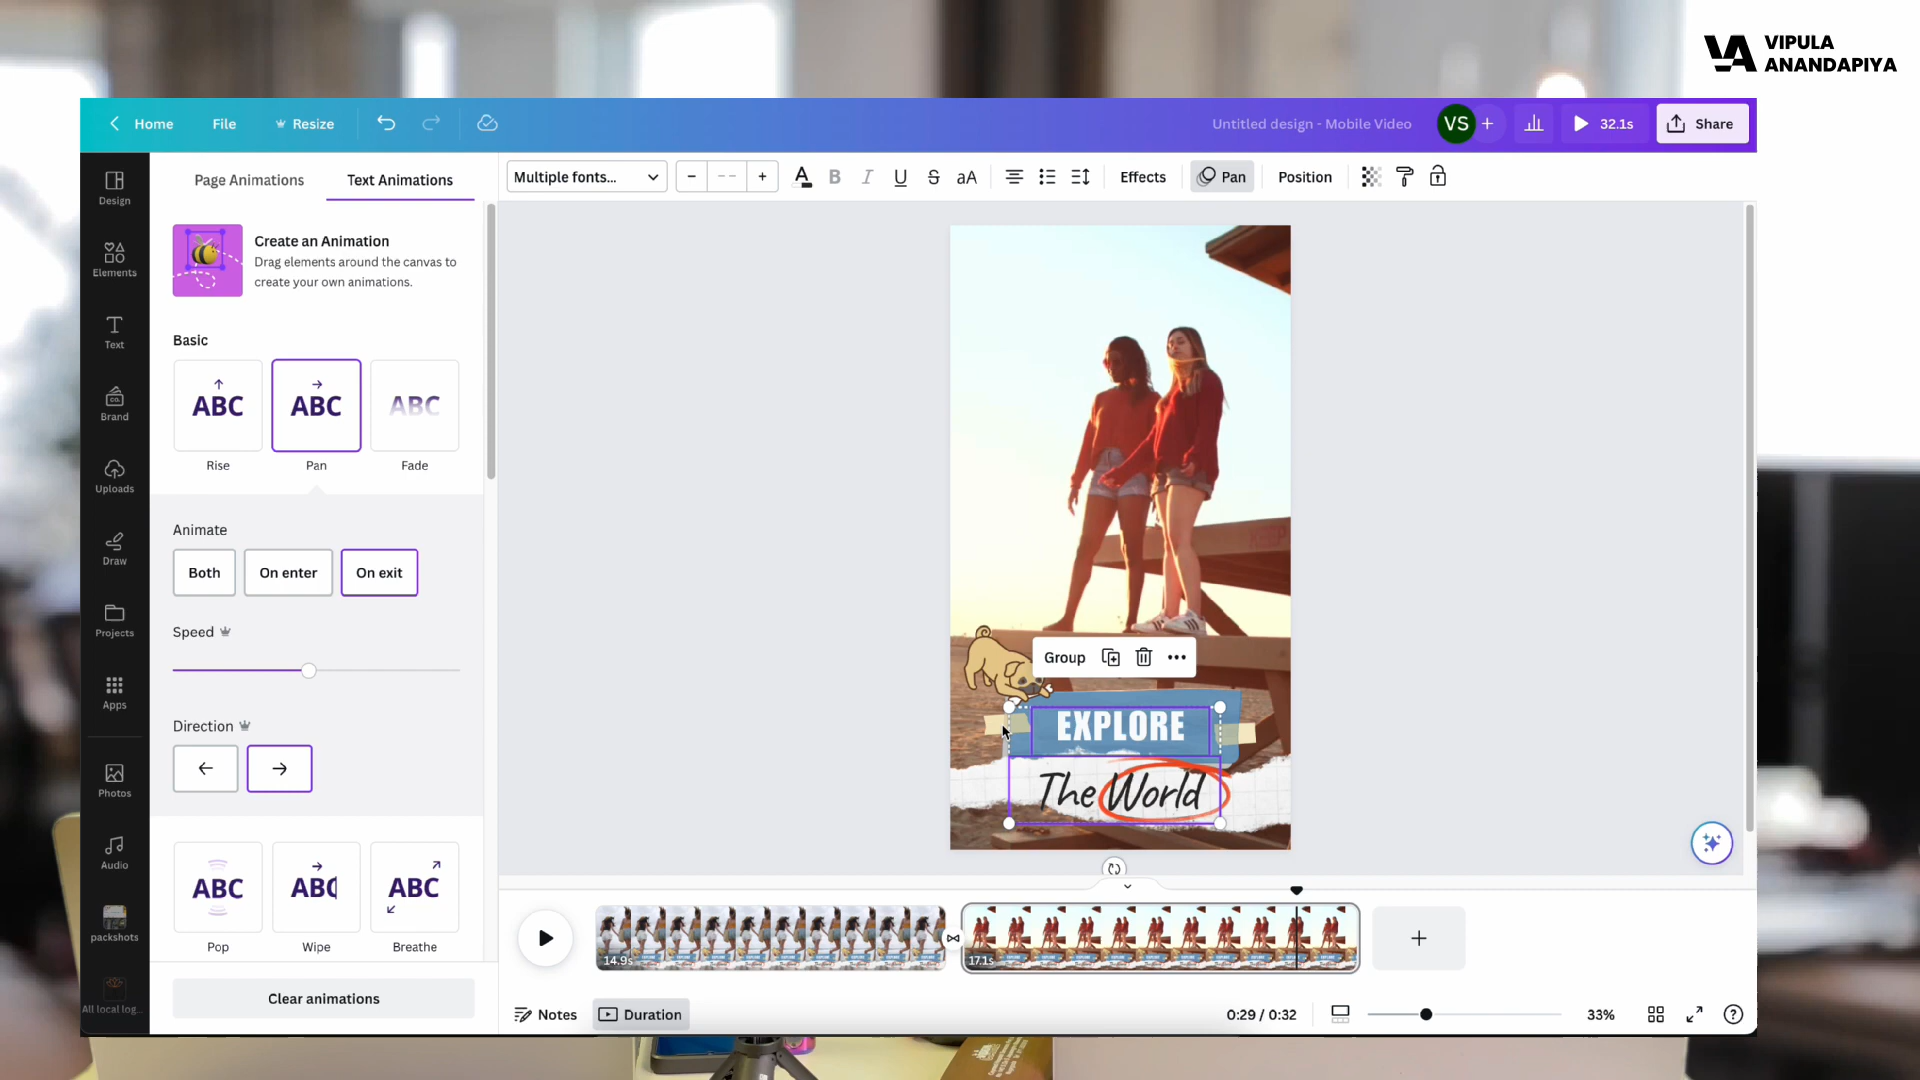 VIPULA
ANANDAPIYA
Home
File
Resize
Untitled design - Mobile Video
VS
+
32.1s
Share
Design
Elements
Text
Brand
Uploads
Draw
Projects
Apps
Photos
Audio
packshots
All local log...
Page Animations
Text Animations
Create an Animation
Drag elements around the canvas to
create your own animations.
Basic
ABC
ABC
ABC
Rise
Pan
Fade
Animate
Both
On enter
On exit
Speed
Direction
ABC
ABC
ABC
Pop
Wipe
Breathe
Clear animations
Multiple fonts...
− -- +
A B I U S aA
Effects
Pan
Position
Group
EXPLORE
The World
14.9s
17.1s
+
Notes
Duration
0:29 / 0:32
33%
?